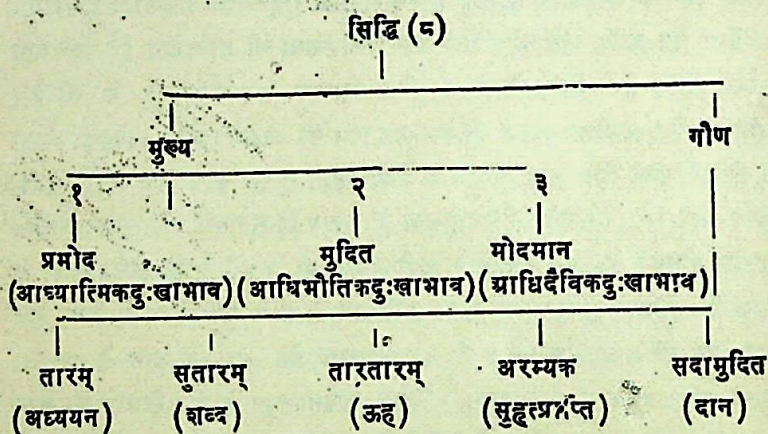 सिद्धि (८)
मुख्य गौण
१ २ ३
प्रमोद मुदित मोदमान
(आध्यात्मिकदुःखाभाव) (आधिभौतिकदुःखाभाव) (आधिदैविकदुःखाभाव)
तारम् सुतारम् तारतारम् अरम्यक सदामुदित
(अध्ययन) (शब्द) (ऊह) (सुहृत्प्राप्ति) (दान)